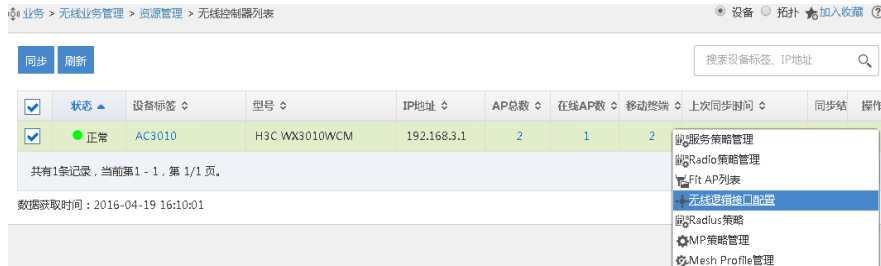 业务 > 无线业务管理 > 资源管理 > 无线控制器列表
设备 拓扑 加入收藏
同步 刷新
搜索设备标签、IP地址
状态 设备标签 型号 IP地址 AP总数 在线AP数 移动终端 上次同步时间 同步结 操作
正常 AC3010 H3C WX3010WCM 192.168.3.1 2 1 2
服务策略管理
Radio策略管理
共有1条记录，当前第1 - 1，第 1/1 页。
Fit AP列表
无线逻辑接口配置
数据获取时间：2016-04-19 16:10:01
Radius策略
MP策略管理
Mesh Profile管理